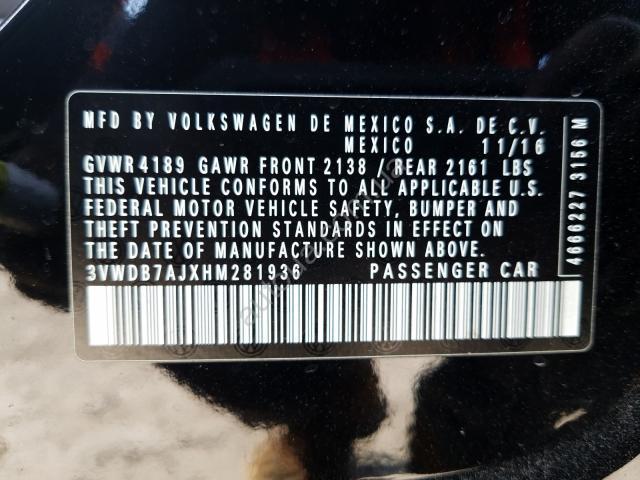 MFD BY VOLKSWAGEN DE MEXICO S.A. DE C.V.
MEXICO 11/16
GVWR 4189 GAWR FRONT 2138 / REAR 2161 LBS
THIS VEHICLE CONFORMS TO ALL APPLICABLE U.S.
FEDERAL MOTOR VEHICLE SAFETY, BUMPER AND
THEFT PREVENTION STANDARDS IN EFFECT ON
THE DATE OF MANUFACTURE SHOWN ABOVE.
3VWDB7AJXHM281936 PASSENGER CAR
4666227 3156 M